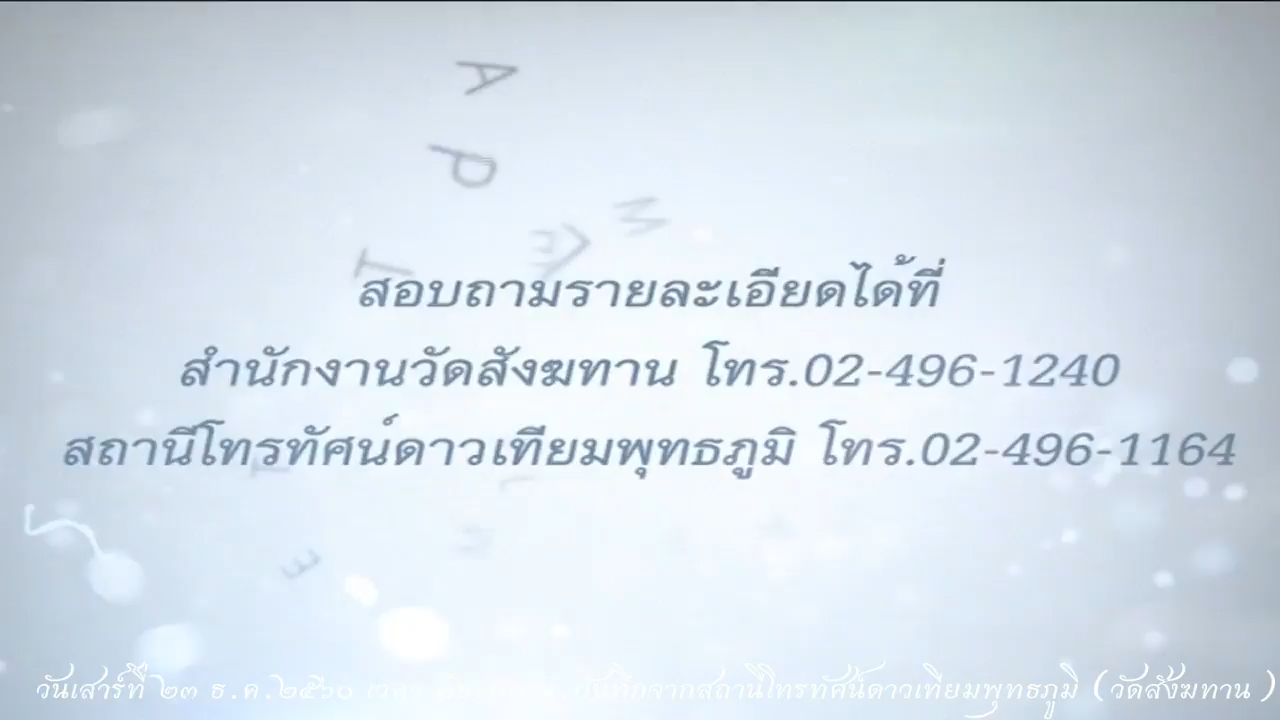 A
P
M
E
T
สอบถามรายละเอียดได้ที่
สำนักงานวัดสังฆทาน โทร.02-496-1240
สถานีโทรทัศน์ดาวเทียมพุทธภูมิ โทร.02-496-1164
วันเสาร์ที่ ๒๓ ธ.ค.๒๕๖๐ บันทึกจากสถานีโทรทัศน์ดาวเทียมพุทธภูมิ (วัดสังฆทาน )